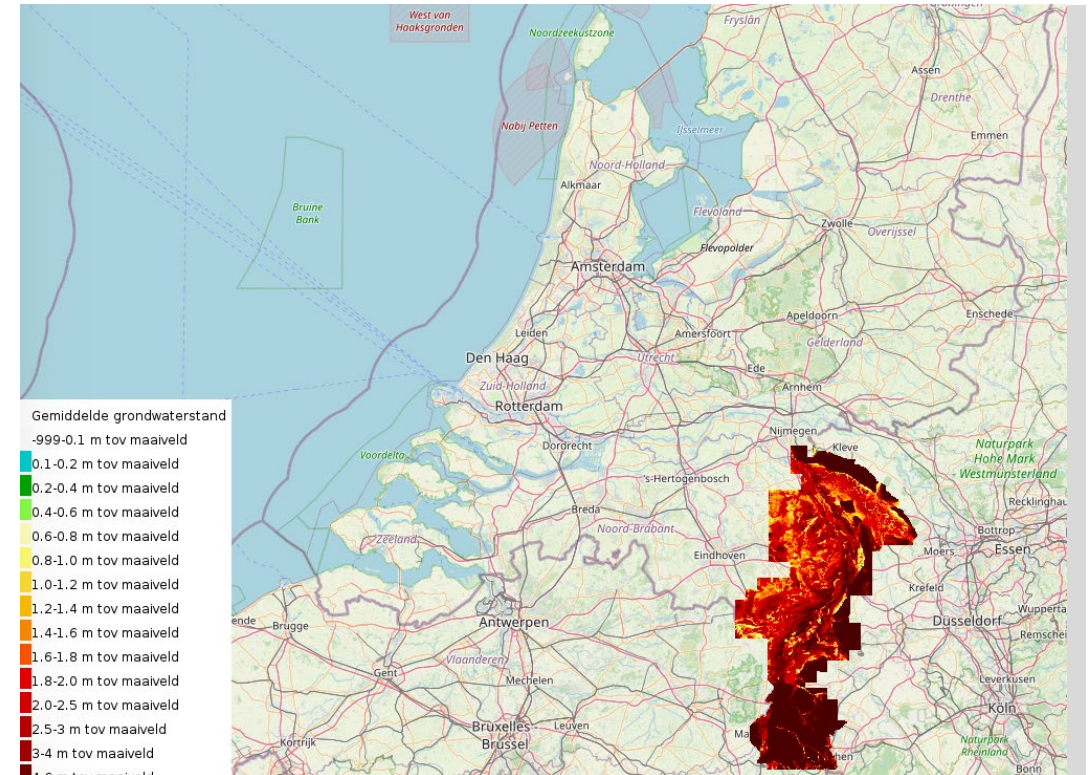 Groningen
West van
Haaksgronden
Fryslân
Noordzeekustzone
Assen
Drenthe
Nabij Petten
IJsselmeer
Emmen
Noord-Holland
Alkmaar
Bruine
Bank
Flevoland
Zwolle
Overijssel
Flevopolder
Amsterdam
Leiden
Amersfoort
Apeldoorn
Enschede
Gelderland
Den Haag
Utrecht
Ede
Zuid-Holland
Arnhem
Rotterdam
Gemiddelde grondwaterstand
-999-0.1 m tov maaiveld
0.1-0.2 m tov maaiveld
0.2-0.4 m tov maaiveld
0.4-0.6 m tov maaiveld
0.6-0.8 m tov maaiveld
0.8-1.0 m tov maaiveld
1.0-1.2 m tov maaiveld
1.2-1.4 m tov maaiveld
1.4-1.6 m tov maaiveld
1.6-1.8 m tov maaiveld
1.8-2.0 m tov maaiveld
2.0-2.5 m tov maaiveld
2.5-3 m tov maaiveld
3-4 m tov maaiveld
4-6 m tov maaiveld
Nijmegen
Kleve
Dordrecht
Naturpark
Hohe Mark
Westmünsterland
Voordelta
's-Hertogenbosch
Recklinghau
Breda
Noord-Brabant
Bottrop
Zeeland
Eindhoven
Moers
Essen
Krefeld
Wupperta
ende
Brugge
Antwerpen
Düsseldorf
Remschei
Vlaanderen
Gent
Mechelen
Leverkusen
Köln
Bruxelles -
Brussel
Leuven
Ma
Kortrijk
hen
Naturpark
Rheinland
Bonn